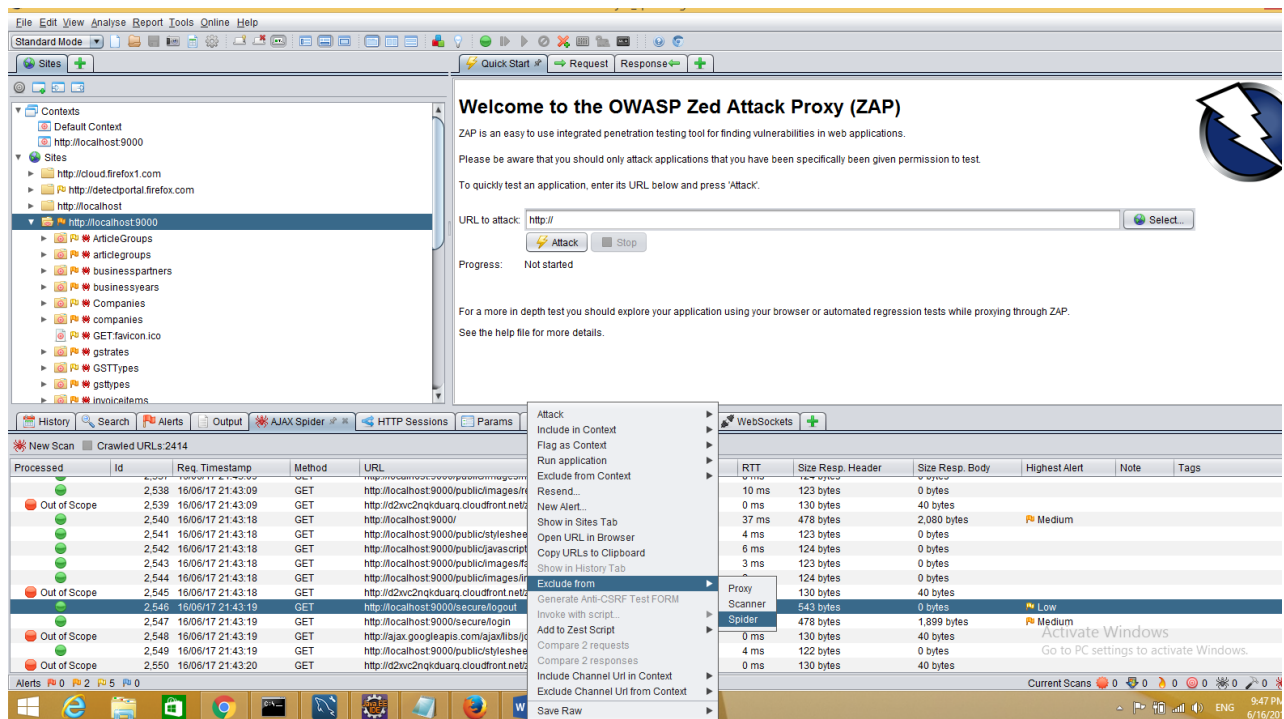 File Edit View Analyse Report Tools Online Help
Standard Mode
Sites
Quick Start Request Response
Contexts
Default Context
http://localhost:9000
Sites
http://cloud.firefox1.com
http://detectportal.firefox.com
http://localhost
http://localhost:9000
ArticleGroups
articlegroups
businesspartners
businessyears
Companies
companies
GET:favicon.ico
gstrates
GSTTypes
gsttypes
invoiceitems
Welcome to the OWASP Zed Attack Proxy (ZAP)
ZAP is an easy to use integrated penetration testing tool for finding vulnerabilities in web applications.
Please be aware that you should only attack applications that you have been specifically been given permission to test.
To quickly test an application, enter its URL below and press 'Attack'.
URL to attack: http:// Select...
Attack Stop
Progress: Not started
For a more in depth test you should explore your application using your browser or automated regression tests while proxying through ZAP.
See the help file for more details.
History Search Alerts Output AJAX Spider HTTP Sessions Params WebSockets
New Scan Crawled URLs:2414
Processed Id Req. Timestamp Method URL RTT Size Resp. Header Size Resp. Body Highest Alert Note Tags
2,538 16/06/17 21:43:09 GET http://localhost:9000/public/images/re 10 ms 123 bytes 0 bytes
Out of Scope 2,539 16/06/17 21:43:09 GET http://d2xvc2nqkduarq.cloudfront.net/z 0 ms 130 bytes 40 bytes
2,540 16/06/17 21:43:18 GET http://localhost:9000/ 37 ms 478 bytes 2,080 bytes Medium
2,541 16/06/17 21:43:18 GET http://localhost:9000/public/styleshee 4 ms 123 bytes 0 bytes
2,542 16/06/17 21:43:18 GET http://localhost:9000/public/javascript 6 ms 124 bytes 0 bytes
2,543 16/06/17 21:43:18 GET http://localhost:9000/public/images/fa 3 ms 123 bytes 0 bytes
2,544 16/06/17 21:43:18 GET http://localhost:9000/public/images/in 124 bytes 0 bytes
Out of Scope 2,545 16/06/17 21:43:18 GET http://d2xvc2nqkduarq.cloudfront.net/z 130 bytes 40 bytes
2,546 16/06/17 21:43:19 GET http://localhost:9000/secure/logout 543 bytes 0 bytes Low
2,547 16/06/17 21:43:19 GET http://localhost:9000/secure/login 478 bytes 1,899 bytes Medium
Out of Scope 2,548 16/06/17 21:43:19 GET http://ajax.googleapis.com/ajax/libs/jq 0 ms 130 bytes 40 bytes
2,549 16/06/17 21:43:19 GET http://localhost:9000/public/styleshee 4 ms 122 bytes 0 bytes
Out of Scope 2,550 16/06/17 21:43:20 GET http://d2xvc2nqkduarq.cloudfront.net/z 0 ms 130 bytes 40 bytes
Attack
Include in Context
Flag as Context
Run application
Exclude from Context
Resend...
New Alert...
Show in Sites Tab
Open URL in Browser
Copy URLs to Clipboard
Show in History Tab
Exclude from
Generate Anti-CSRF Test FORM
Invoke with script...
Add to Zest Script
Compare 2 requests
Compare 2 responses
Include Channel Url in Context
Exclude Channel Url from Context
Save Raw
Proxy
Scanner
Spider
Activate Windows
Go to PC settings to activate Windows.
Alerts 0 2 5 0 Current Scans 0 0 0 0 0 0
ENG 9:47 PM